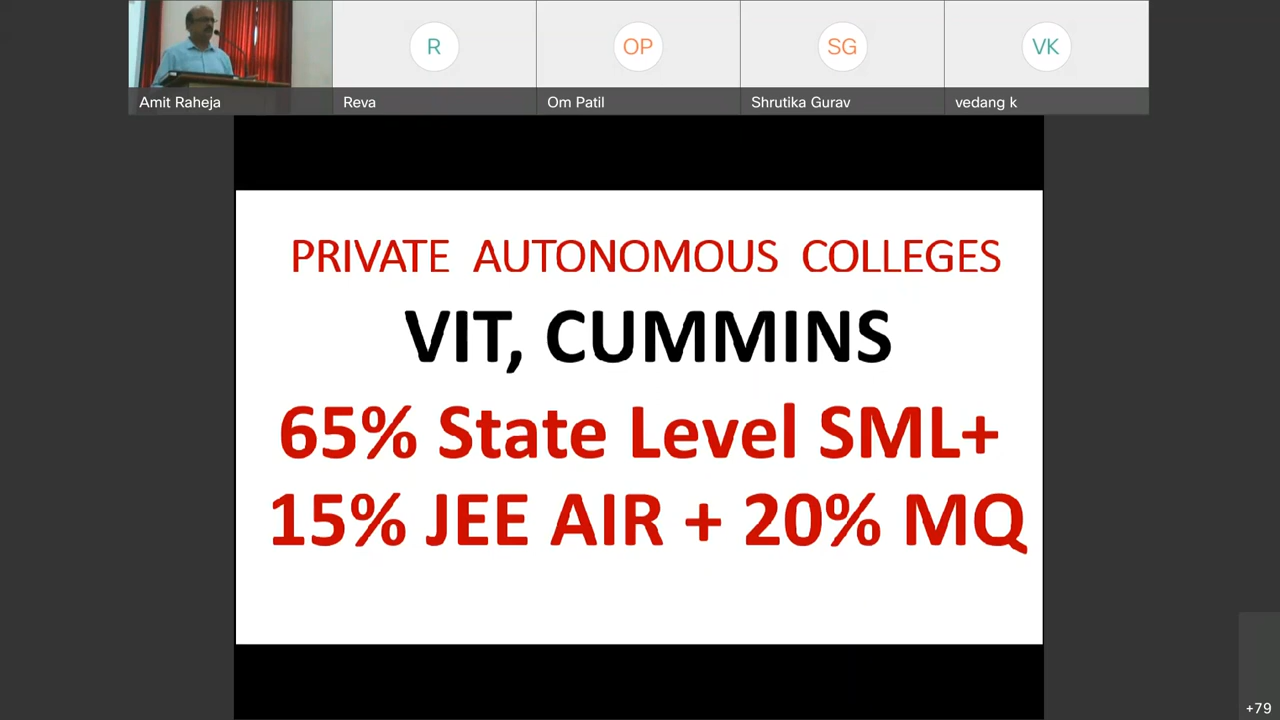 R
OP
SG
VK
Amit Raheja
Reva
Om Patil
Shrutika Gurav
vedang k
PRIVATE AUTONOMOUS COLLEGES
VIT, CUMMINS
65% State Level SML+
15% JEE AIR + 20% MQ
+79